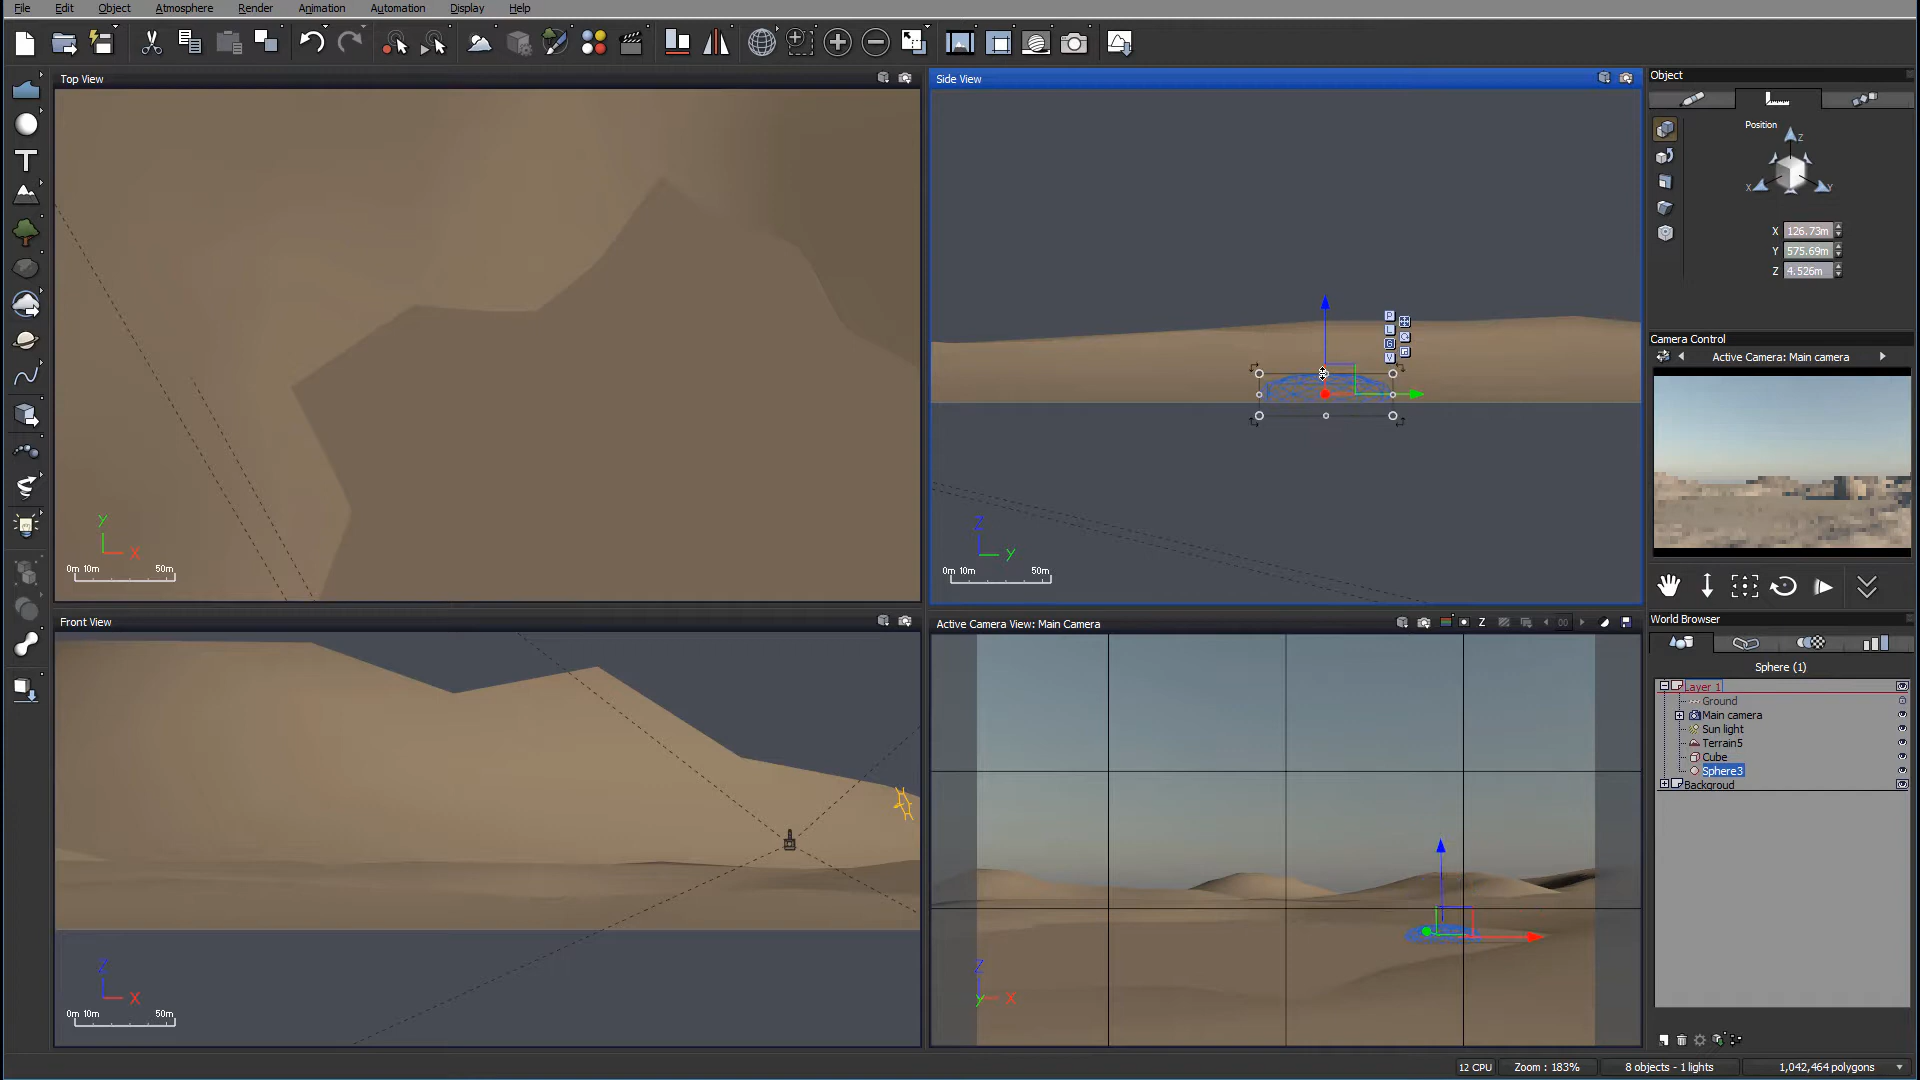 File Edit Object Atmosphere Render Animation Automation Display Help
Top View
Side View
Object
Position
Z
X Y
X 126.73m
Y 575.69m
Z 4.526m
P
L
G
V
Camera Control
Active Camera: Main camera
Y
X
0m 10m 50m
Z
Y
0m 10m 50m
Front View
Active Camera View: Main Camera
Z
00
World Browser
Sphere (1)
Layer 1
Ground
Main camera
Sun light
Terrain5
Cube
Sphere3
Backgroud
Z
X
0m 10m 50m
Z
Y X
12 CPU
Zoom : 183%
8 objects - 1 lights
1,042,464 polygons